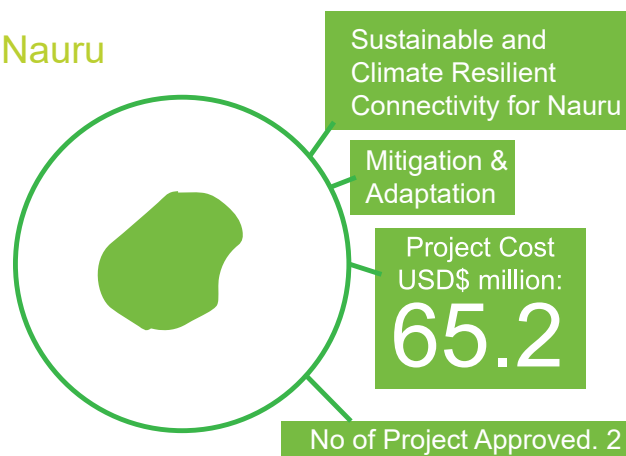 Nauru
Sustainable and
Climate Resilient
Connectivity for Nauru
Mitigation &
Adaptation
Project Cost
USD$ million:
65.2
No of Project Approved. 2